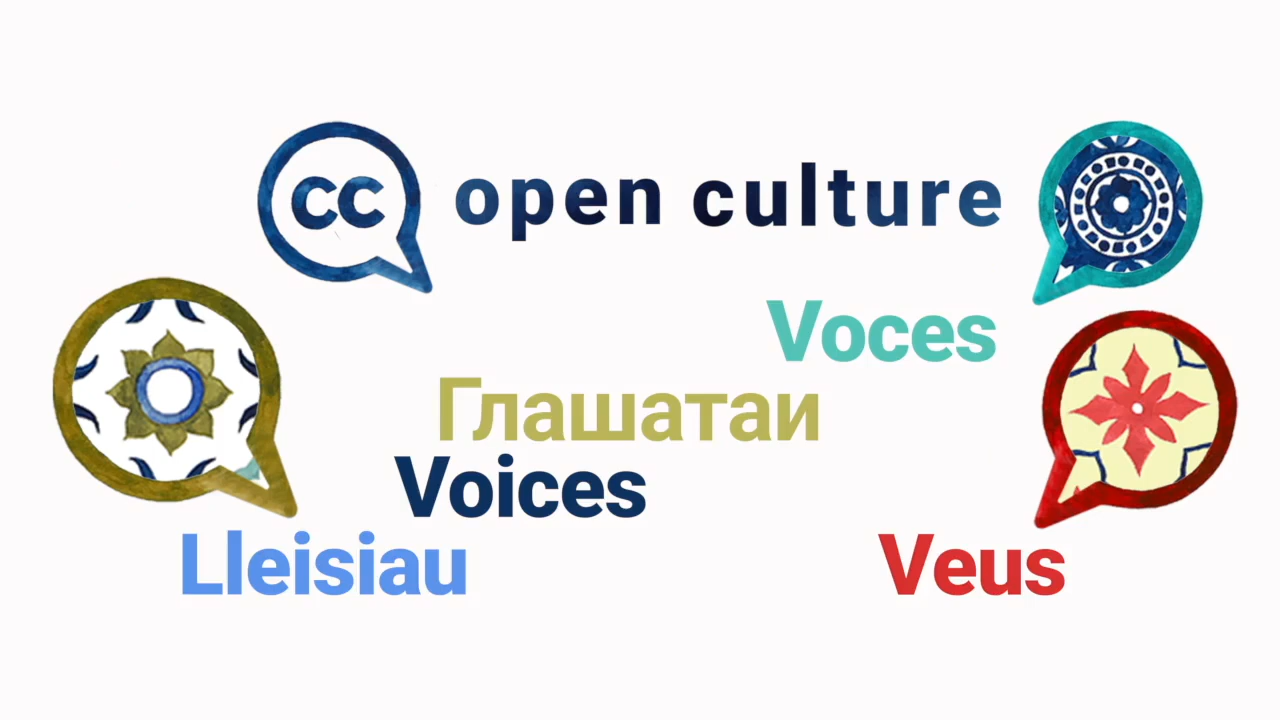 cc open culture
Voces
Глашатаи
Voices
Lleisiau
Veus